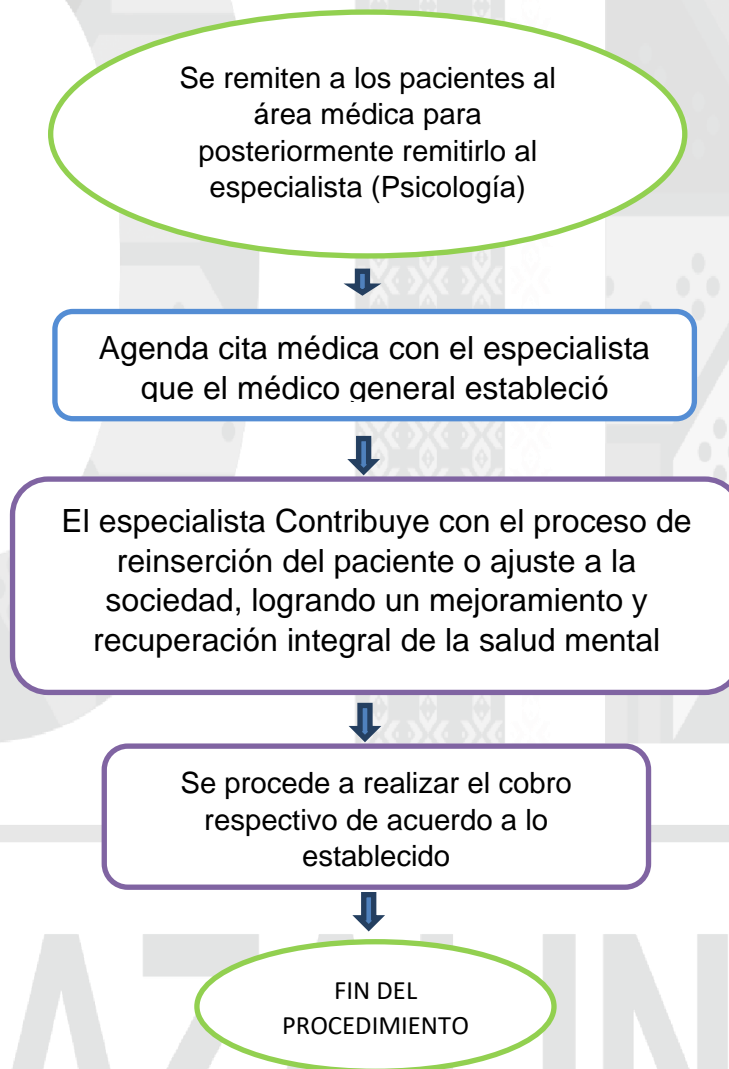 Se remiten a los pacientes al
área médica para
posteriormente remitirlo al
especialista (Psicología)
Agenda cita médica con el especialista
que el médico general estableció
El especialista Contribuye con el proceso de
reinserción del paciente o ajuste a la
sociedad, logrando un mejoramiento y
recuperación integral de la salud mental
Se procede a realizar el cobro
respectivo de acuerdo a lo
establecido
FIN DEL
PROCEDIMIENTO